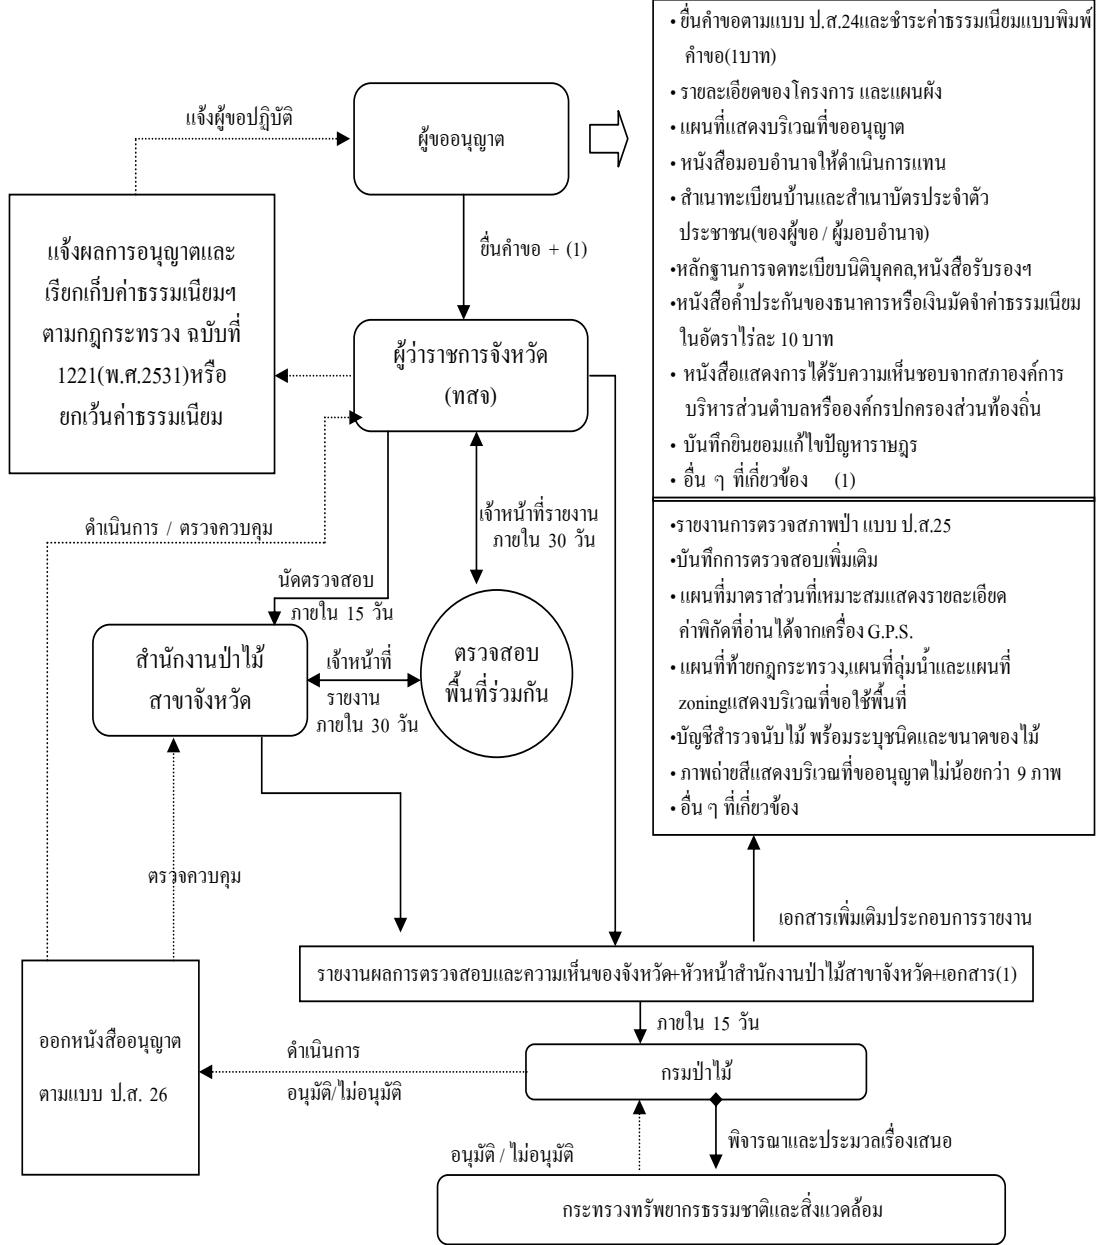 • ยื่นคำขอตามแบบ ป.ส.24และชำระค่าธรรมเนียมแบบพิมพ์
คำขอ(1บาท)
• รายละเอียดของโครงการ และแผนผัง
• แผนที่แสดงบริเวณที่ขออนุญาต
• หนังสือมอบอำนาจให้ดำเนินการแทน
• สำเนาทะเบียนบ้านและสำเนาบัตรประจำตัว
ประชาชน(ของผู้ขอ / ผู้มอบอำนาจ)
•หลักฐานการจดทะเบียบนิติบุคคล,หนังสือรับรองฯ
•หนังสือค้ำประกันของธนาคารหรือเงินมัดจำค่าธรรมเนียม
ในอัตราไร่ละ 10 บาท
• หนังสือแสดงการได้รับความเห็นชอบจากสภาองค์การ
บริหารส่วนตำบลหรือองค์กรปกครองส่วนท้องถิ่น
• บันทึกยินยอมแก้ไขปัญหาราษฎร
• อื่น ๆ ที่เกี่ยวข้อง (1)
แจ้งผู้ขอปฏิบัติ
ผู้ขออนุญาต
ยื่นคำขอ + (1)
แจ้งผลการอนุญาตและ
เรียกเก็บค่าธรรมเนียมฯ
ตามกฎกระทรวง ฉบับที่
1221(พ.ศ.2531)หรือ
ยกเว้นค่าธรรมเนียม
ผู้ว่าราชการจังหวัด
(ทสจ)
ดำเนินการ / ตรวจควบคุม
เจ้าหน้าที่รายงาน
ภายใน 30 วัน
นัดตรวจสอบ
ภายใน 15 วัน
•รายงานการตรวจสภาพป่า แบบ ป.ส.25
•บันทึกการตรวจสอบเพิ่มเติม
• แผนที่มาตราส่วนที่เหมาะสมแสดงรายละเอียด
ค่าพิกัดที่อ่านได้จากเครื่อง G.P.S.
• แผนที่ท้ายกฎกระทรวง,แผนที่ลุ่มน้ำและแผนที่
zoningแสดงบริเวณที่ขอใช้พื้นที่
•บัญชีสำรวจนับไม้ พร้อมระบุชนิดและขนาดของไม้
• ภาพถ่ายสีแสดงบริเวณที่ขออนุญาตไม่น้อยกว่า 9 ภาพ
• อื่น ๆ ที่เกี่ยวข้อง
สำนักงานป่าไม้
สาขาจังหวัด
เจ้าหน้าที่
รายงาน
ภายใน 30 วัน
ตรวจสอบ
พื้นที่ร่วมกัน
ตรวจควบคุม
เอกสารเพิ่มเติมประกอบการรายงาน
รายงานผลการตรวจสอบและความเห็นของจังหวัด+หัวหน้าสำนักงานป่าไม้สาขาจังหวัด+เอกสาร(1)
ภายใน 15 วัน
ออกหนังสืออนุญาต
ตามแบบ ป.ส. 26
ดำเนินการ
อนุมัติ/ไม่อนุมัติ
กรมป่าไม้
อนุมัติ / ไม่อนุมัติ
พิจารณาและประมวลเรื่องเสนอ
กระทรวงทรัพยากรธรรมชาติและสิ่งแวดล้อม